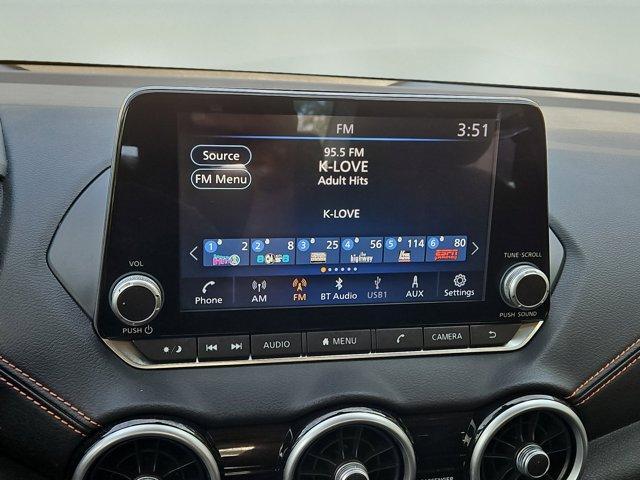 FM 3:51
Source
FM Menu
95.5 FM
K-LOVE
Adult Hits
K-LOVE
1 2 2 8 3 25 4 56 5 114 6 80
Phone AM FM BT Audio USB1 AUX Settings
VOL
PUSH
TUNE·SCROLL
PUSH SOUND
AUDIO MENU CAMERA